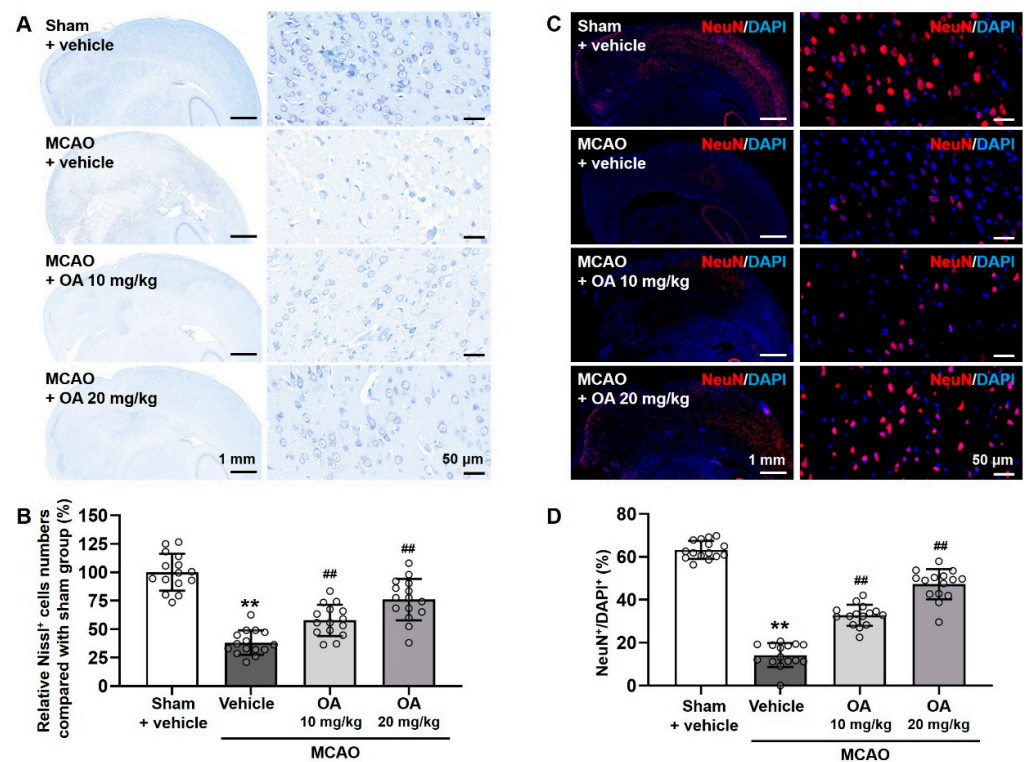 A
Sham
+ vehicle
MCAO
+ vehicle
MCAO
+ OA 10 mg/kg
MCAO
+ OA 20 mg/kg
1 mm
50 μm
C
Sham
+ vehicle
NeuN/DAPI
NeuN/DAPI
MCAO
+ vehicle
NeuN/DAPI
NeuN/DAPI
MCAO
+ OA 10 mg/kg
NeuN/DAPI
NeuN/DAPI
MCAO
+ OA 20 mg/kg
NeuN/DAPI
NeuN/DAPI
1 mm
50 μm
B
Relative Nissl⁺ cells numbers
compared with sham group (%)
150
125
100
75
50
25
0
**
##
##
Sham
+ vehicle
Vehicle
OA
10 mg/kg
OA
20 mg/kg
MCAO
D
NeuN⁺/DAPI⁺ (%)
80
60
40
20
0
**
##
##
Sham
+ vehicle
Vehicle
OA
10 mg/kg
OA
20 mg/kg
MCAO